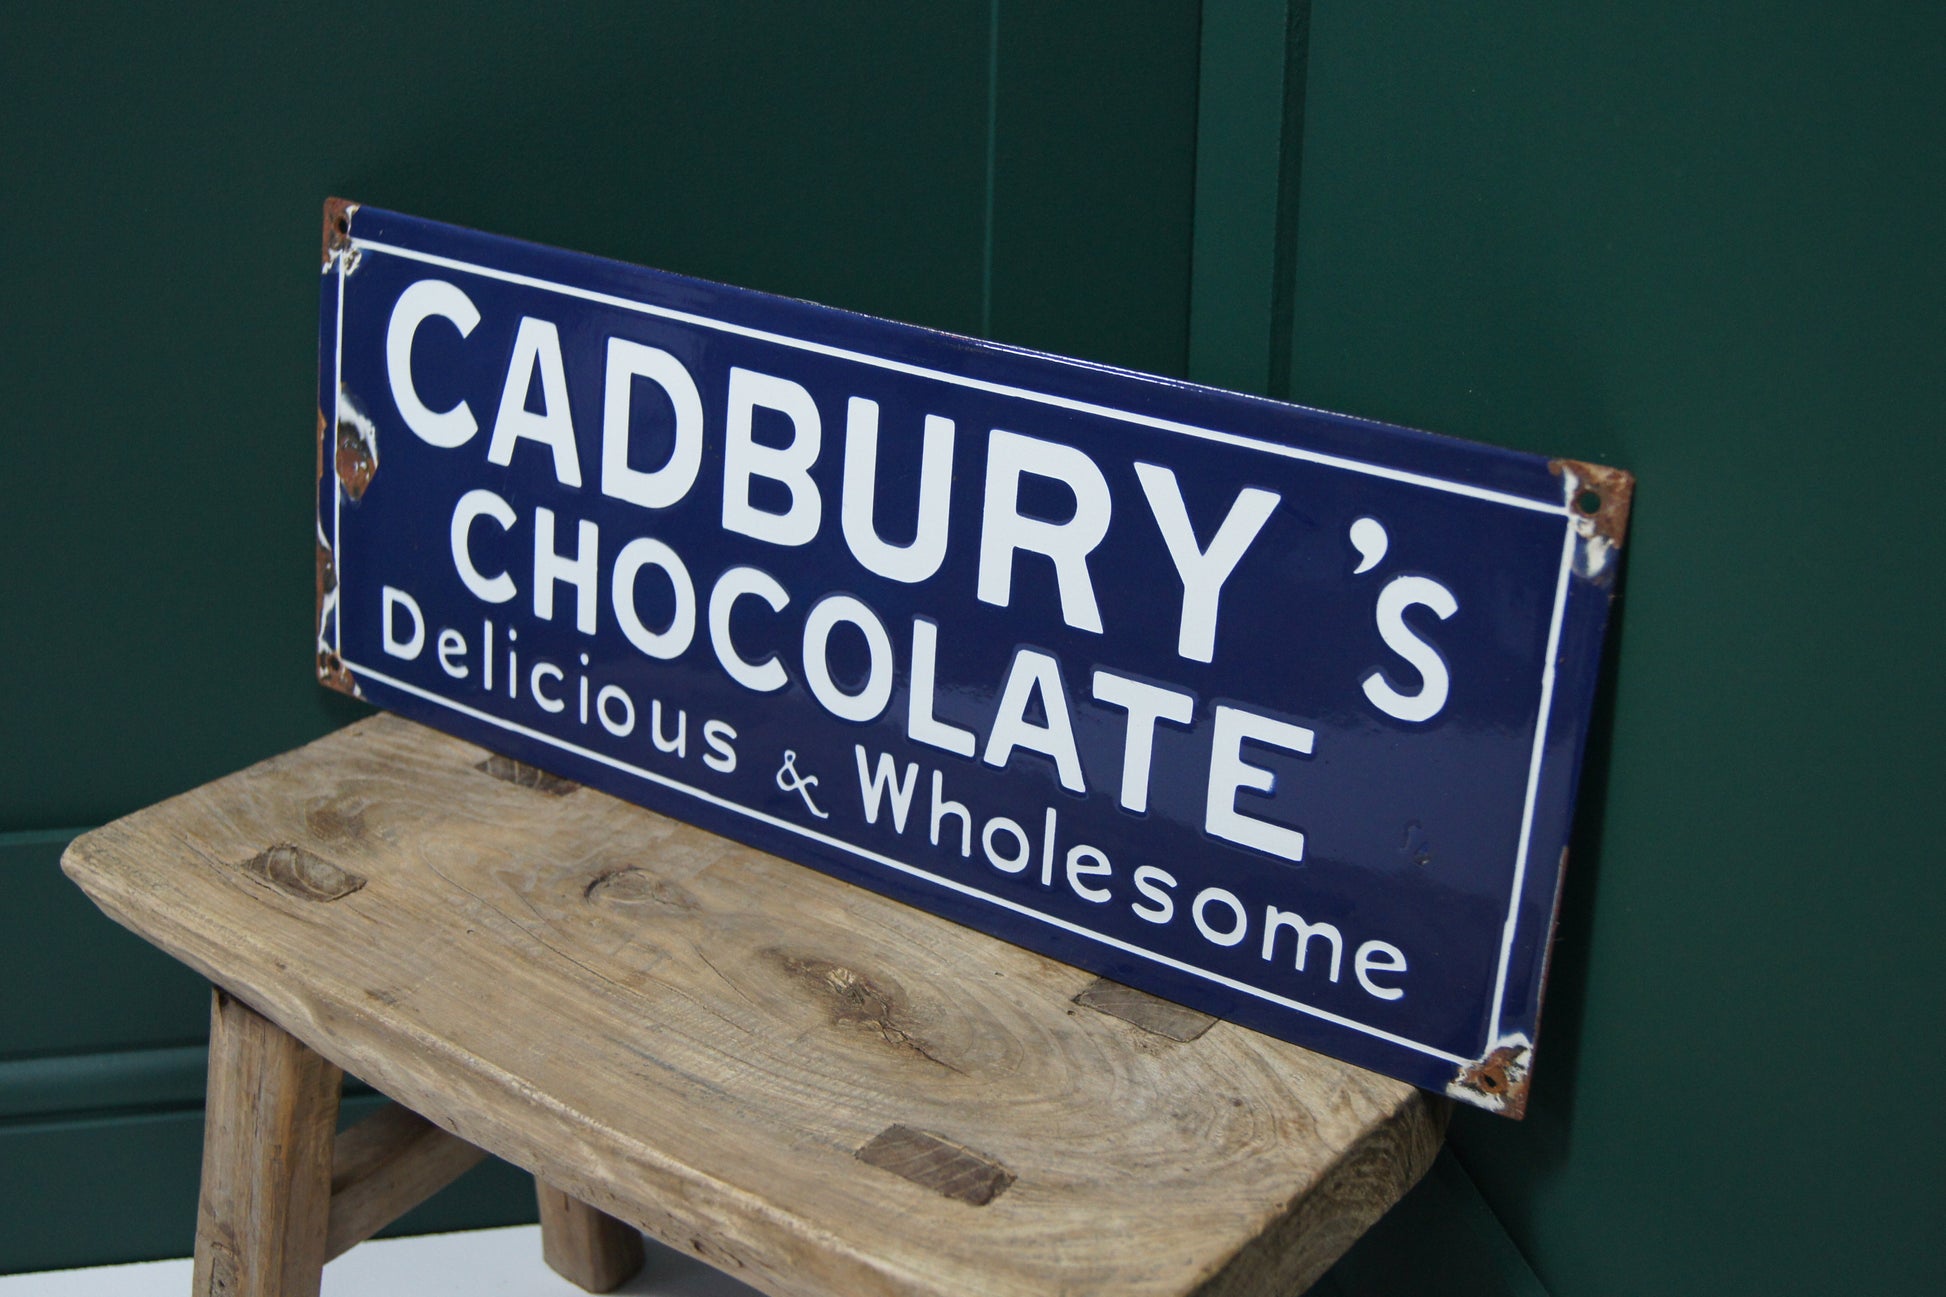 CADBURY's
CHOCOLATE
Delicious & Wholesome